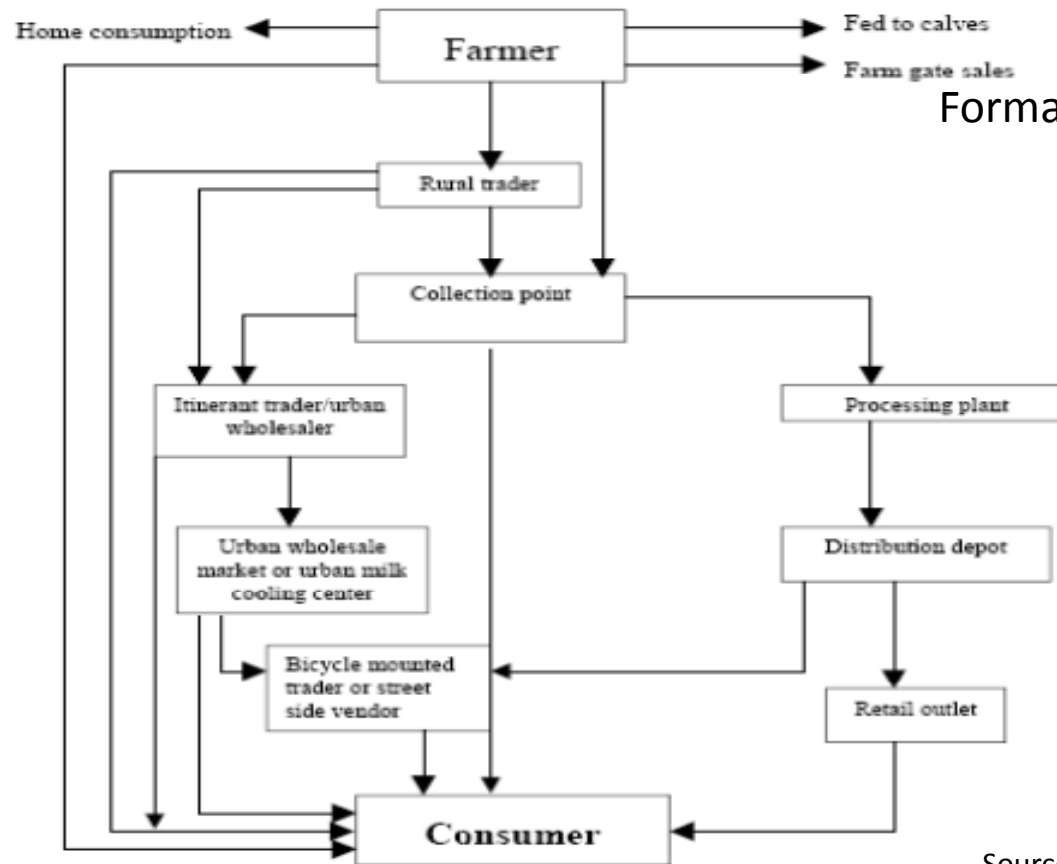 Home consumption
Farmer
Fed to calves
Farm gate sales
Forma
Rural trader
Collection point
Itinerant trader/urban
wholesaler
Processing plant
Urban wholesale
market or urban milk
cooling center
Distribution depot
Bicycle mounted
trader or street
side vendor
Retail outlet
Consumer